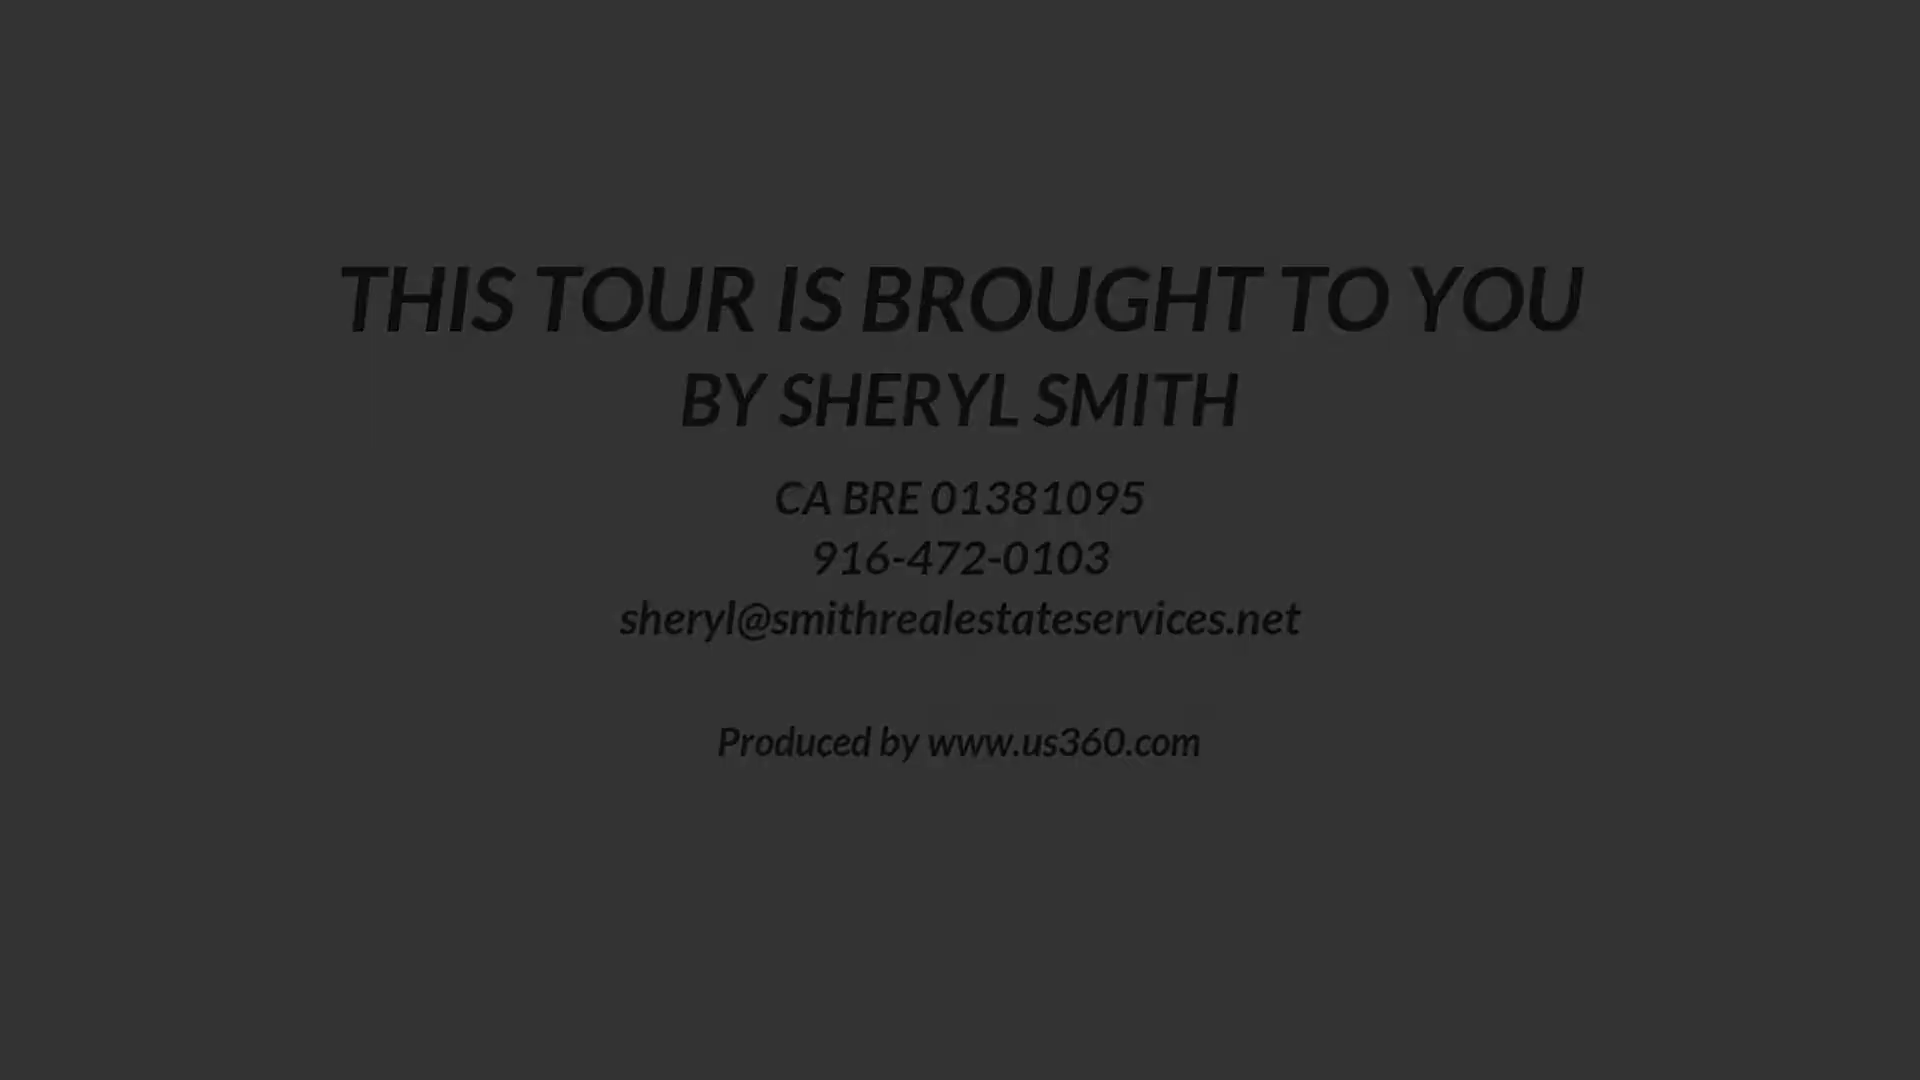 THIS TOUR IS BROUGHT TO YOU
BY SHERYL SMITH
CA BRE 01381095
916-472-0103
sheryl@smithrealestateservices.net
Produced by www.us360.com